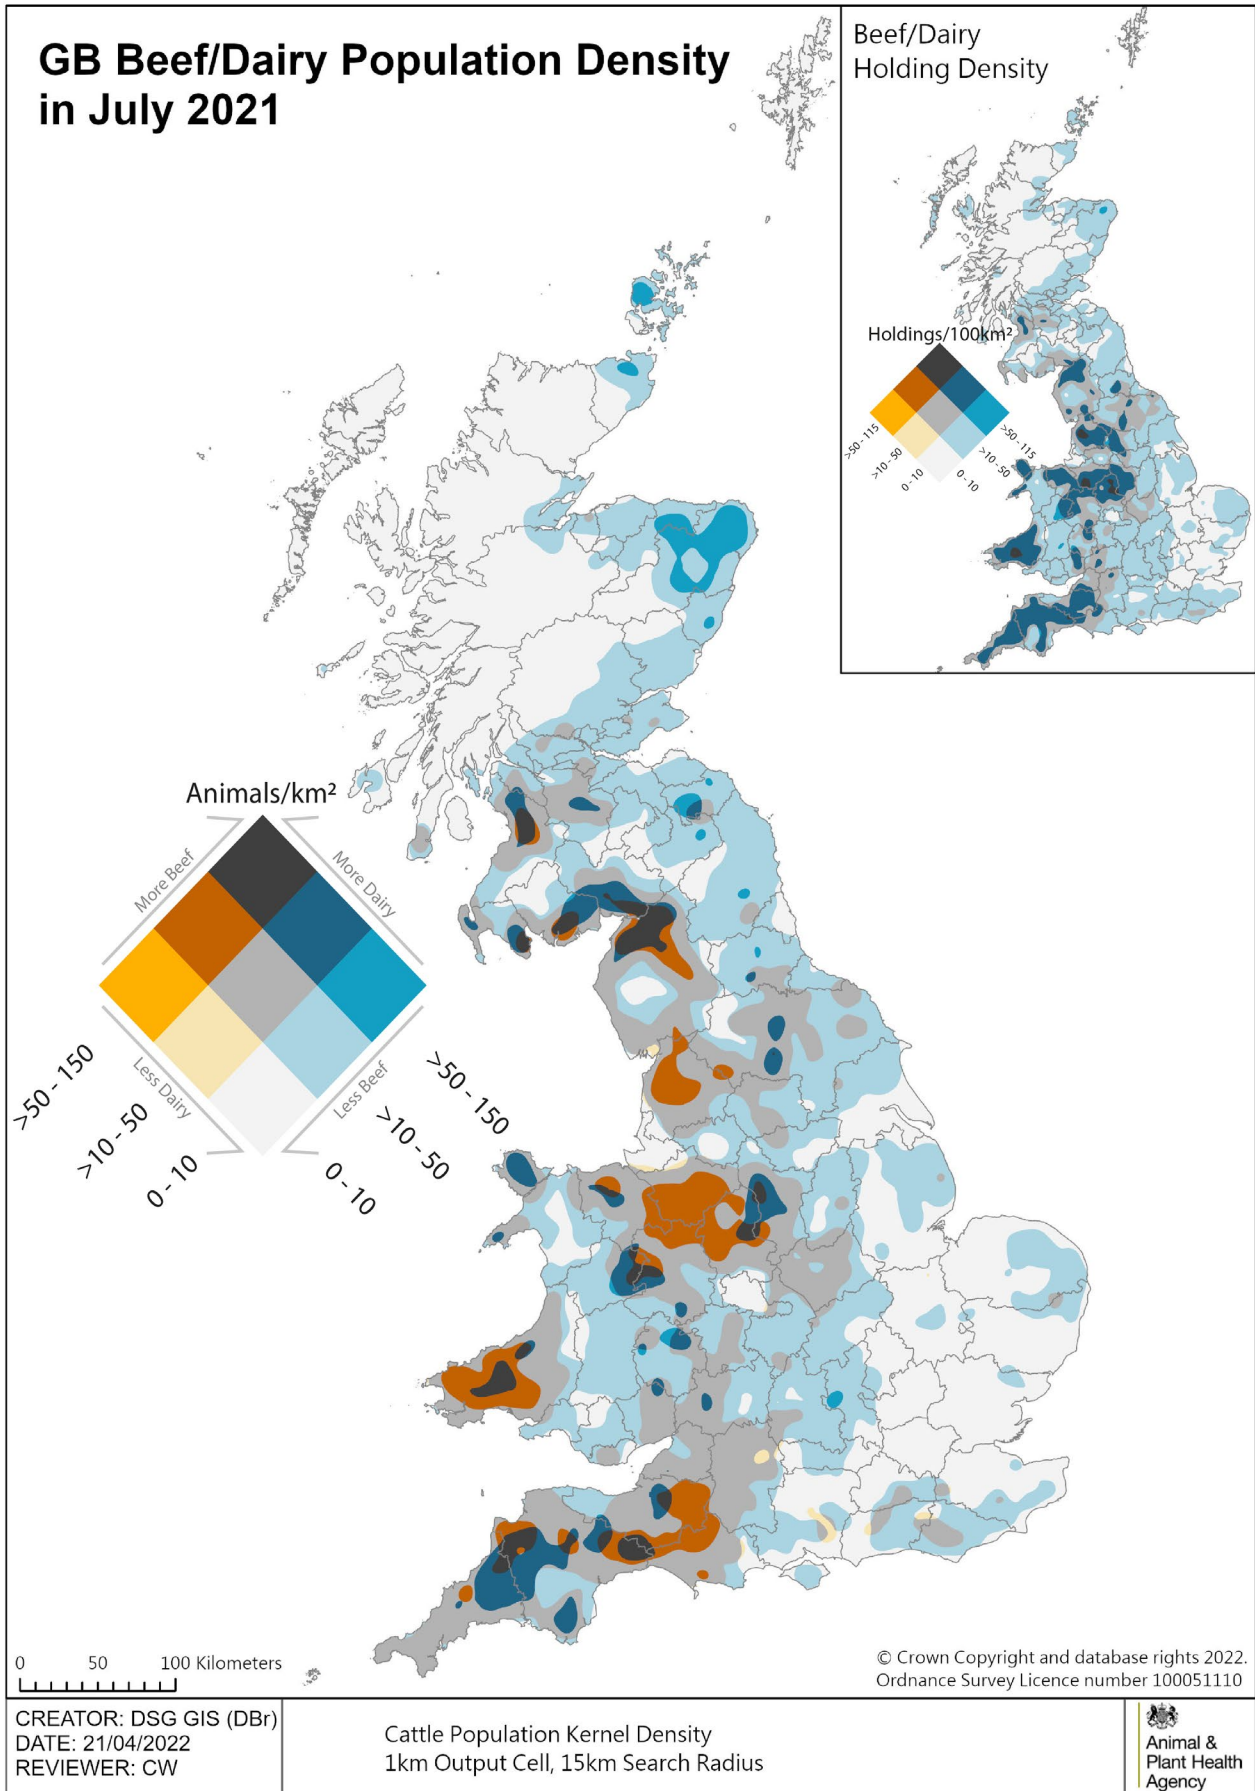 GB Beef/Dairy Population Density
in July 2021
Beef/Dairy
Holding Density
Holdings/100km²
>50 - 115
>10 - 50
0 - 10
0 - 10
>10 - 50
>50 - 115
Animals/km²
More Beef
More Dairy
Less Dairy
Less Beef
>50 - 150
>10 - 50
0 - 10
0 - 10
>10 - 50
>50 - 150
0 50 100 Kilometers
© Crown Copyright and database rights 2022.
Ordnance Survey Licence number 100051110
CREATOR: DSG GIS (DBr)
DATE: 21/04/2022
REVIEWER: CW
Cattle Population Kernel Density
1km Output Cell, 15km Search Radius
Animal &
Plant Health
Agency